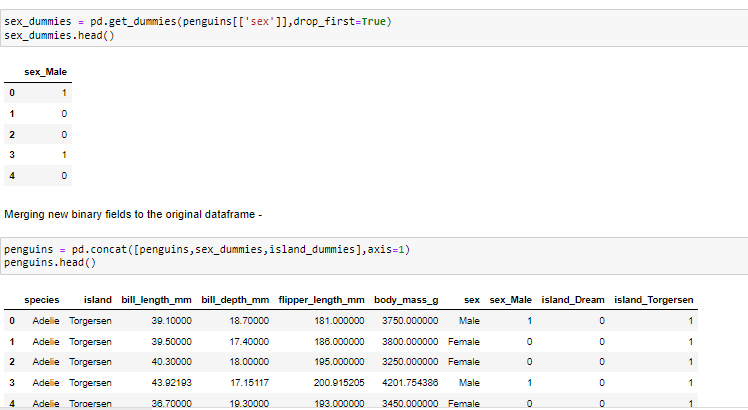 sex_dummies = pd.get_dummies(penguins[['sex']],drop_first=True)
sex_dummies.head()
sex_Male
0 1
1 0
2 0
3 1
4 0
Merging new binary fields to the original dataframe -
penguins = pd.concat([penguins,sex_dummies,island_dummies],axis=1)
penguins.head()
species island bill_length_mm bill_depth_mm flipper_length_mm body_mass_g sex sex_Male island_Dream island_Torgersen
0 Adelie Torgersen 39.10000 18.70000 181.000000 3750.000000 Male 1 0 1
1 Adelie Torgersen 39.50000 17.40000 186.000000 3800.000000 Female 0 0 1
2 Adelie Torgersen 40.30000 18.00000 195.000000 3250.000000 Female 0 0 1
3 Adelie Torgersen 43.92193 17.15117 200.915205 4201.754386 Male 1 0 1
4 Adelie Torgersen 36.70000 19.30000 193.000000 3450.000000 Female 0 0 1